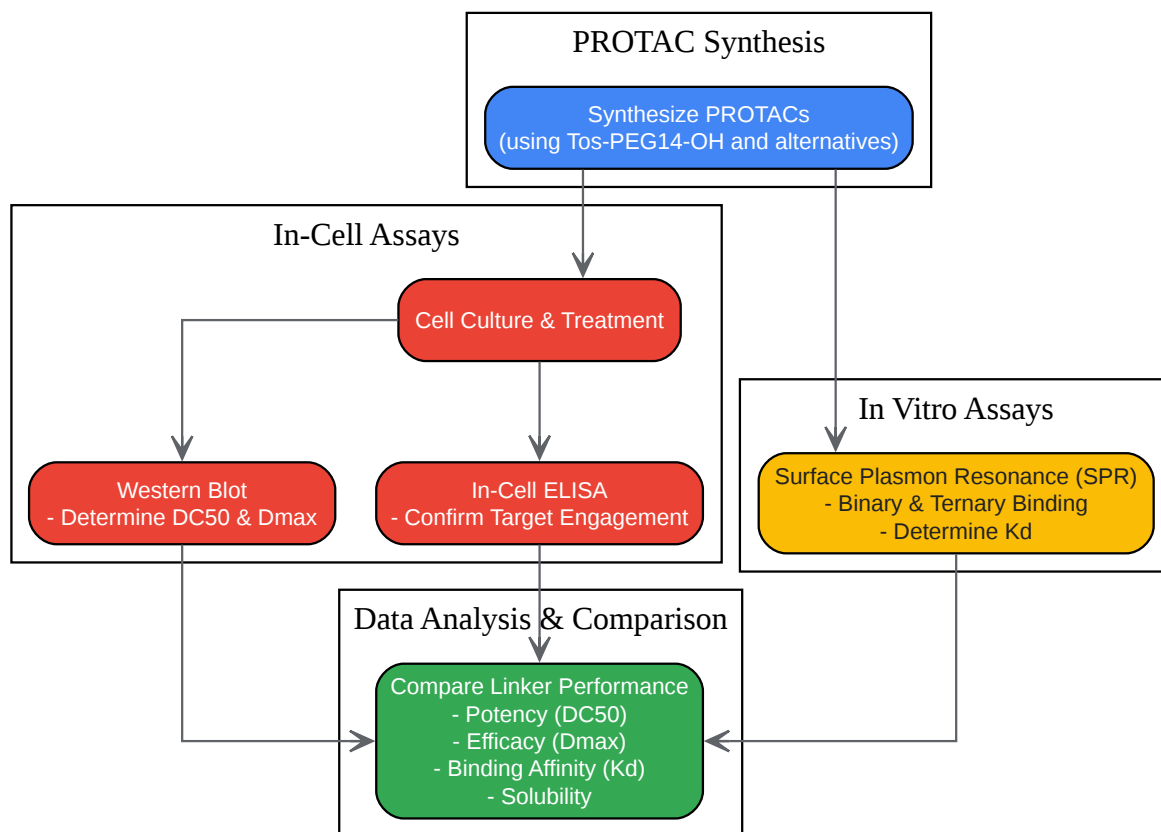 PROTAC Synthesis
Synthesize PROTACs
(using Tos-PEG14-OH and alternatives)
In-Cell Assays
Cell Culture & Treatment
Western Blot
- Determine DC50 & Dmax
In-Cell ELISA
- Confirm Target Engagement
In Vitro Assays
Surface Plasmon Resonance (SPR)
- Binary & Ternary Binding
- Determine Kd
Data Analysis & Comparison
Compare Linker Performance
- Potency (DC50)
- Efficacy (Dmax)
- Binding Affinity (Kd)
- Solubility